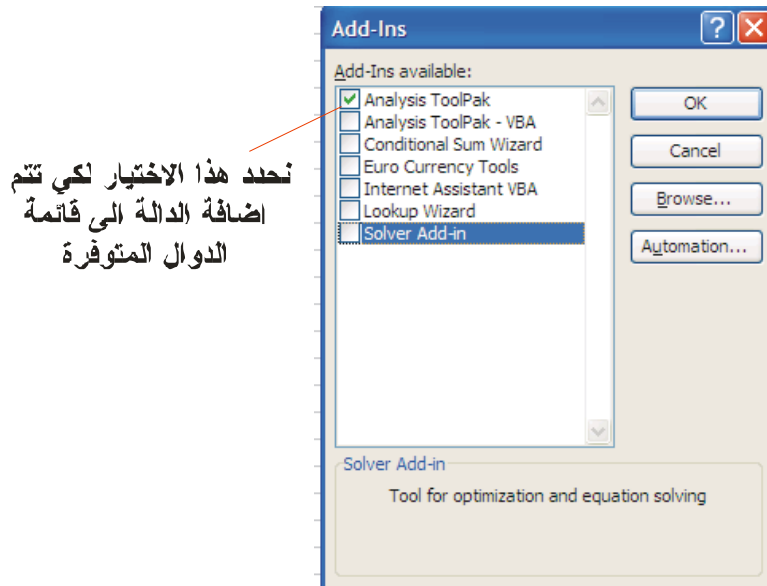 Add-Ins
Add-Ins available:
Analysis ToolPak
Analysis ToolPak - VBA
Conditional Sum Wizard
Euro Currency Tools
Internet Assistant VBA
Lookup Wizard
Solver Add-in
OK
Cancel
Browse...
Automation...
نحدد هذا الاختيار لكي تتم
اضافة الدالة الى قائمة
الدوال المتوفرة
Solver Add-in
Tool for optimization and equation solving